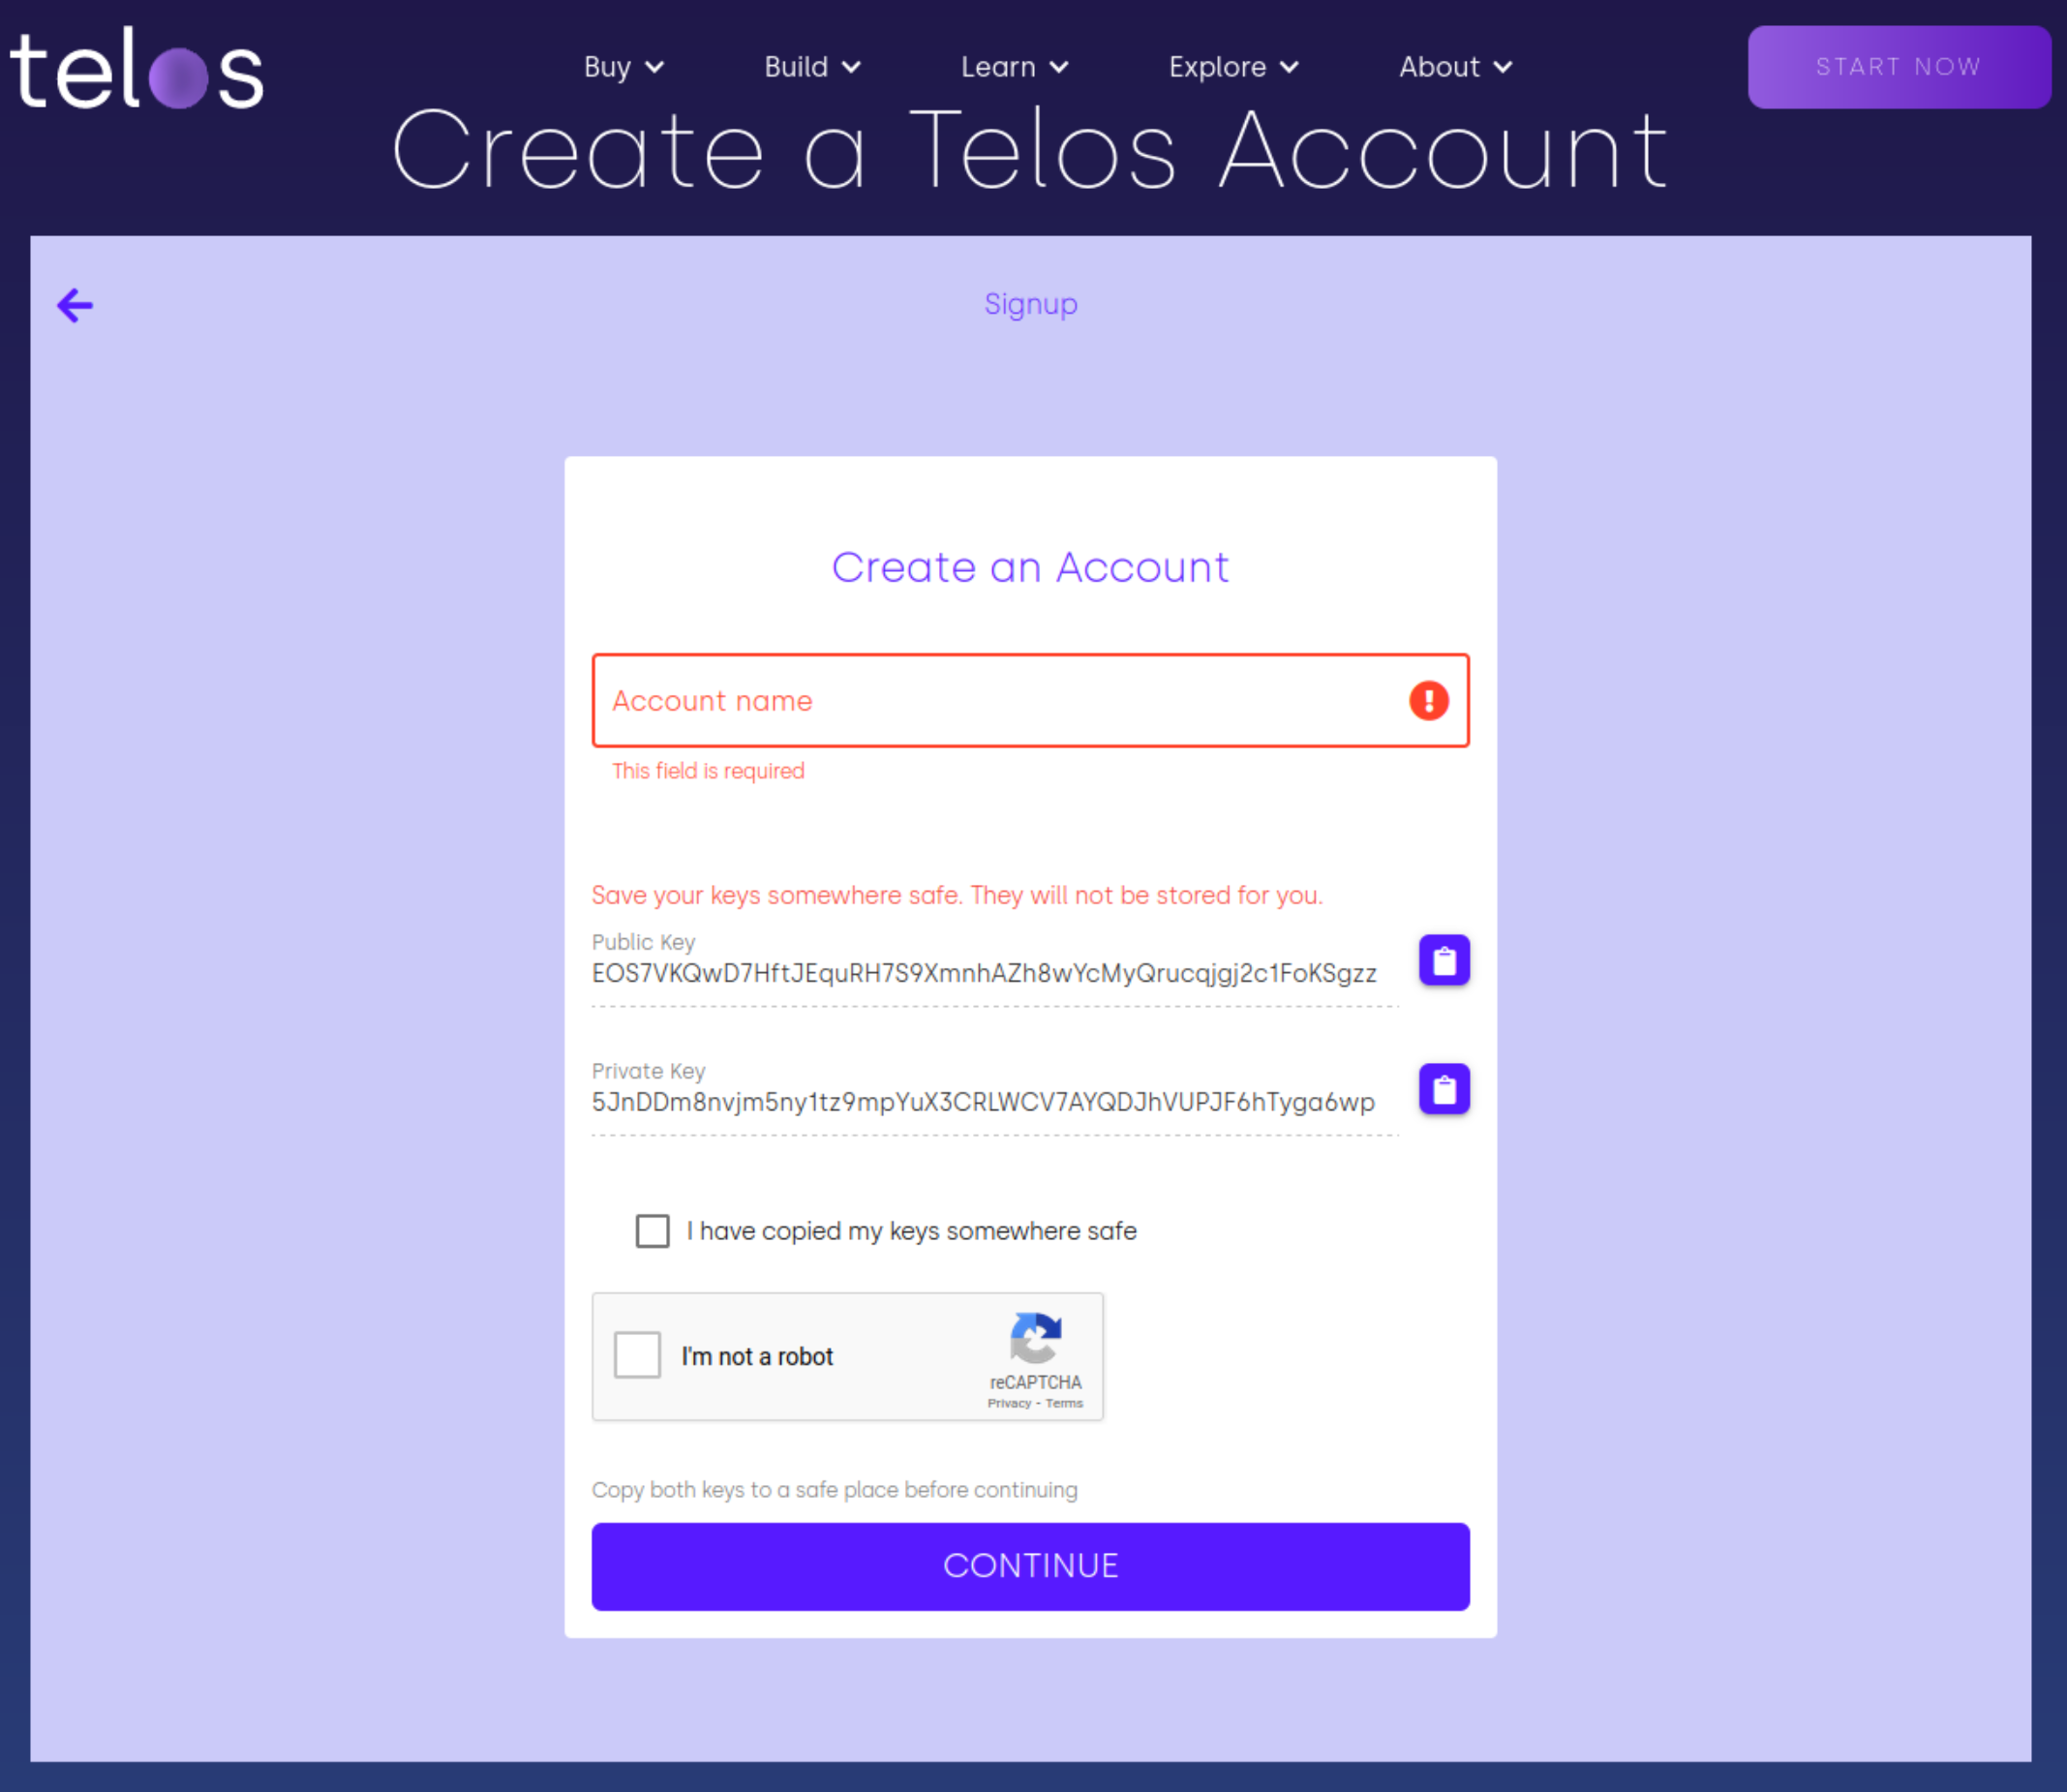 telos
Buy
Build
Learn
Explore
About
START NOW
Create a Telos Account
Signup
Create an Account
Account name
This field is required
Save your keys somewhere safe. They will not be stored for you.
Public Key
EOS7VKQwD7HftJEquRH7S9XmnhAZh8wYcMyQrucqjgj2c1FoKSgzz
Private Key
5JnDDm8nvjm5ny1tz9mpYuX3CRLWCV7AYQDJhVUPJF6hTyga6wp
I have copied my keys somewhere safe
I'm not a robot
reCAPTCHA
Privacy - Terms
Copy both keys to a safe place before continuing
CONTINUE